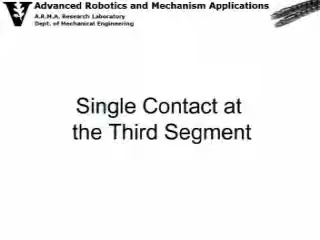 Advanced Robotics and Mechanism Applications
A.R.M.A. Research Laboratory
Dept. of Mechanical Engineering
Single Contact at
the Third Segment